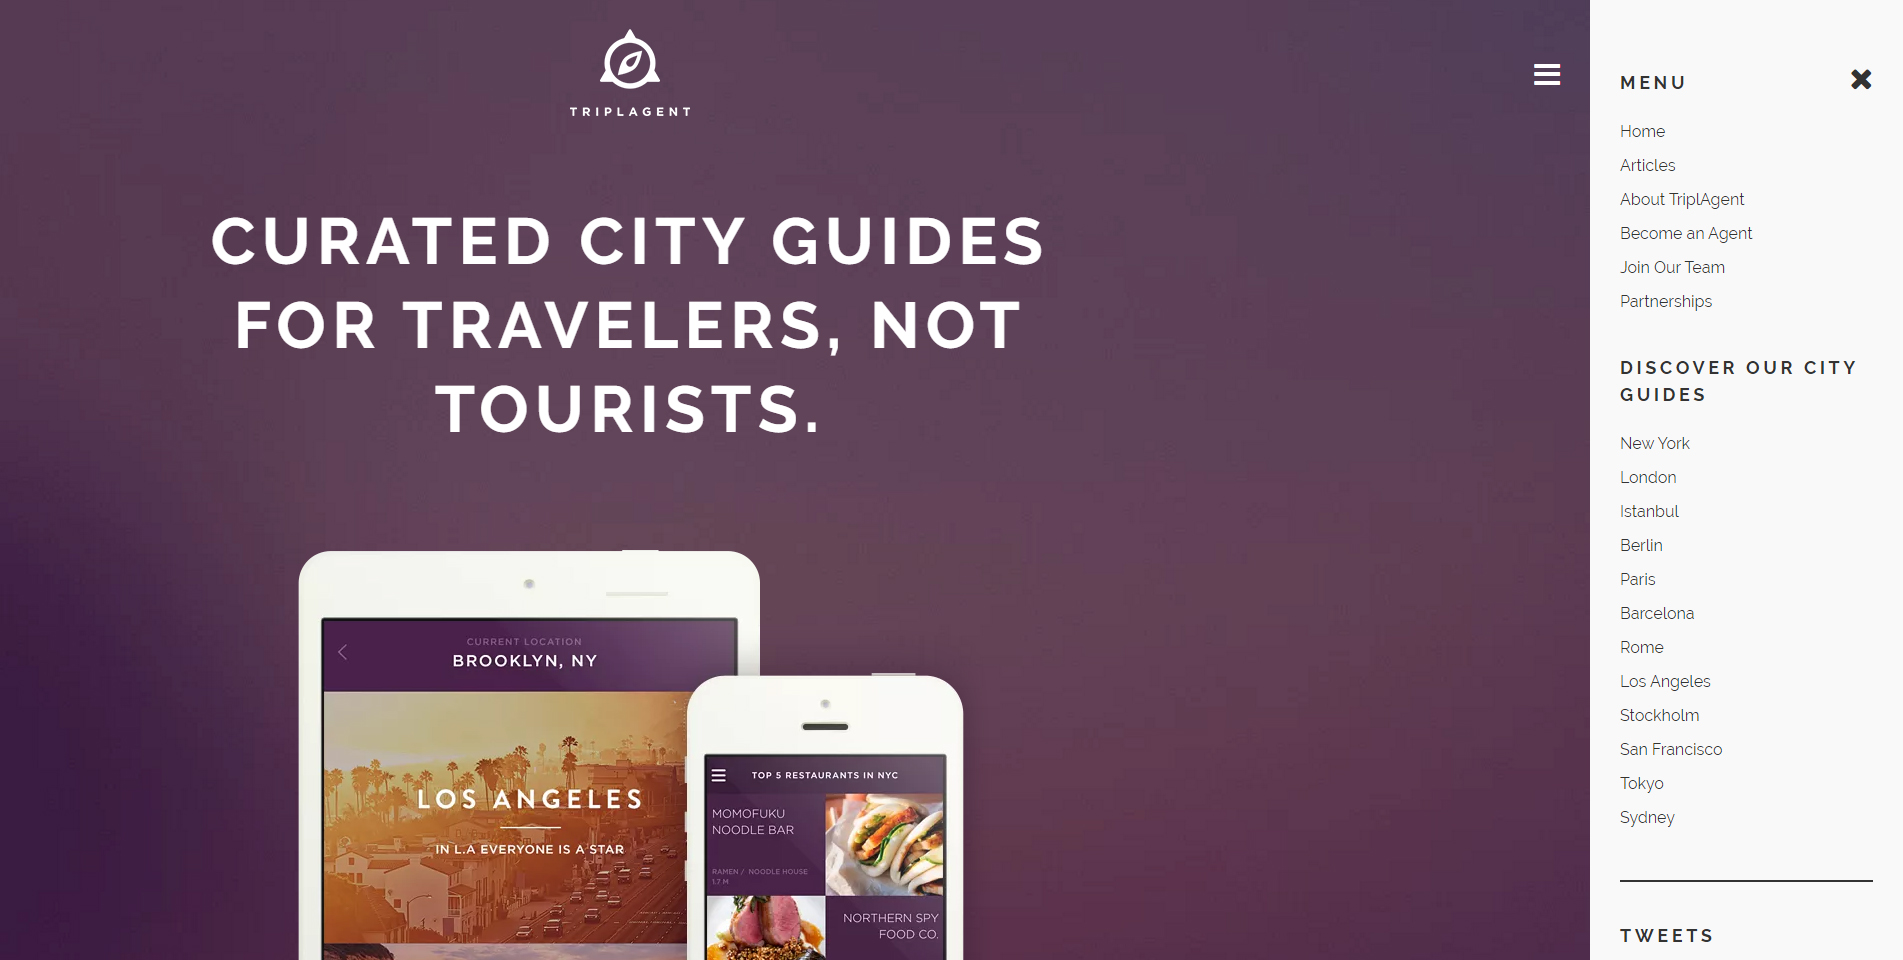 TRIPLAGENT
CURATED CITY GUIDES
FOR TRAVELERS, NOT
TOURISTS.
CURRENT LOCATION
BROOKLYN, NY
LOS ANGELES
IN L.A EVERYONE IS A STAR
TOP 5 RESTAURANTS IN NYC
MOMOFUKU
NOODLE BAR
RAMEN / NOODLE HOUSE
1.7 M
NORTHERN SPY
FOOD CO.
MENU
Home
Articles
About TriplAgent
Become an Agent
Join Our Team
Partnerships
DISCOVER OUR CITY
GUIDES
New York
London
Istanbul
Berlin
Paris
Barcelona
Rome
Los Angeles
Stockholm
San Francisco
Tokyo
Sydney
TWEETS